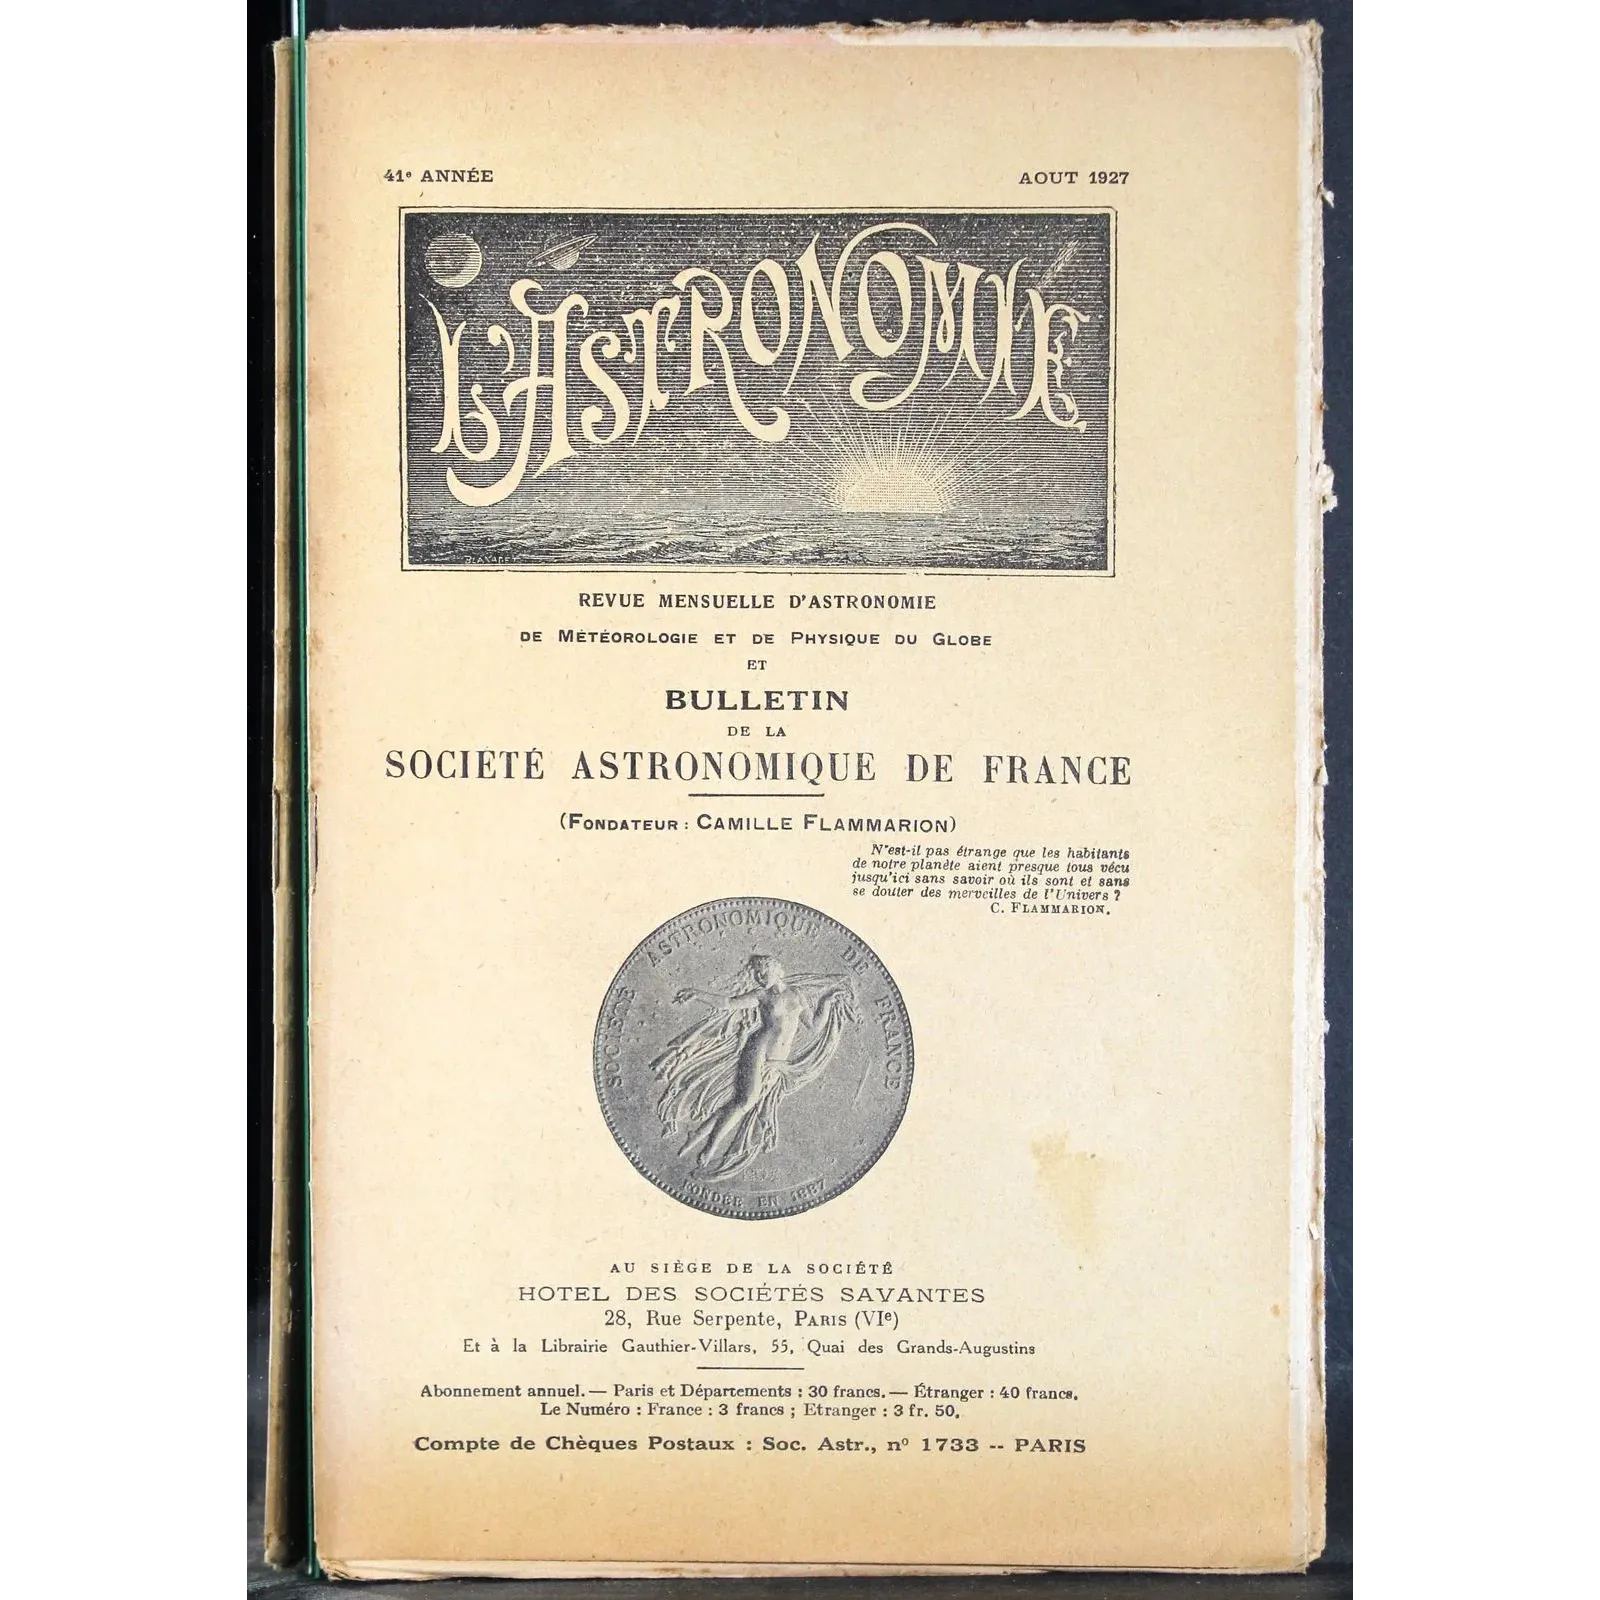 41e ANNÉE
AOUT 1927
L'ASTRONOMIE
REVUE MENSUELLE D'ASTRONOMIE
DE MÉTÉOROLOGIE ET DE PHYSIQUE DU GLOBE
ET
BULLETIN
DE LA
SOCIÉTÉ ASTRONOMIQUE DE FRANCE
(FONDATEUR : CAMILLE FLAMMARION)
N'est-il pas étrange que les habitants
de notre planète aient presque tous vécu
jusqu'ici sans savoir où ils sont et sans
se douter des merveilles de l'Univers ?
C. FLAMMARION.
SOCIÉTÉ ASTRONOMIQUE DE FRANCE
FONDÉE EN 1887
AU SIÈGE DE LA SOCIÉTÉ
HOTEL DES SOCIÉTÉS SAVANTES
28, Rue Serpente, PARIS (VIe)
Et à la Librairie Gauthier-Villars, 55, Quai des Grands-Augustins
Abonnement annuel. — Paris et Départements : 30 francs. — Étranger : 40 francs.
Le Numéro : France : 3 francs ; Etranger : 3 fr. 50.
Compte de Chèques Postaux : Soc. Astr., no 1733 -- PARIS